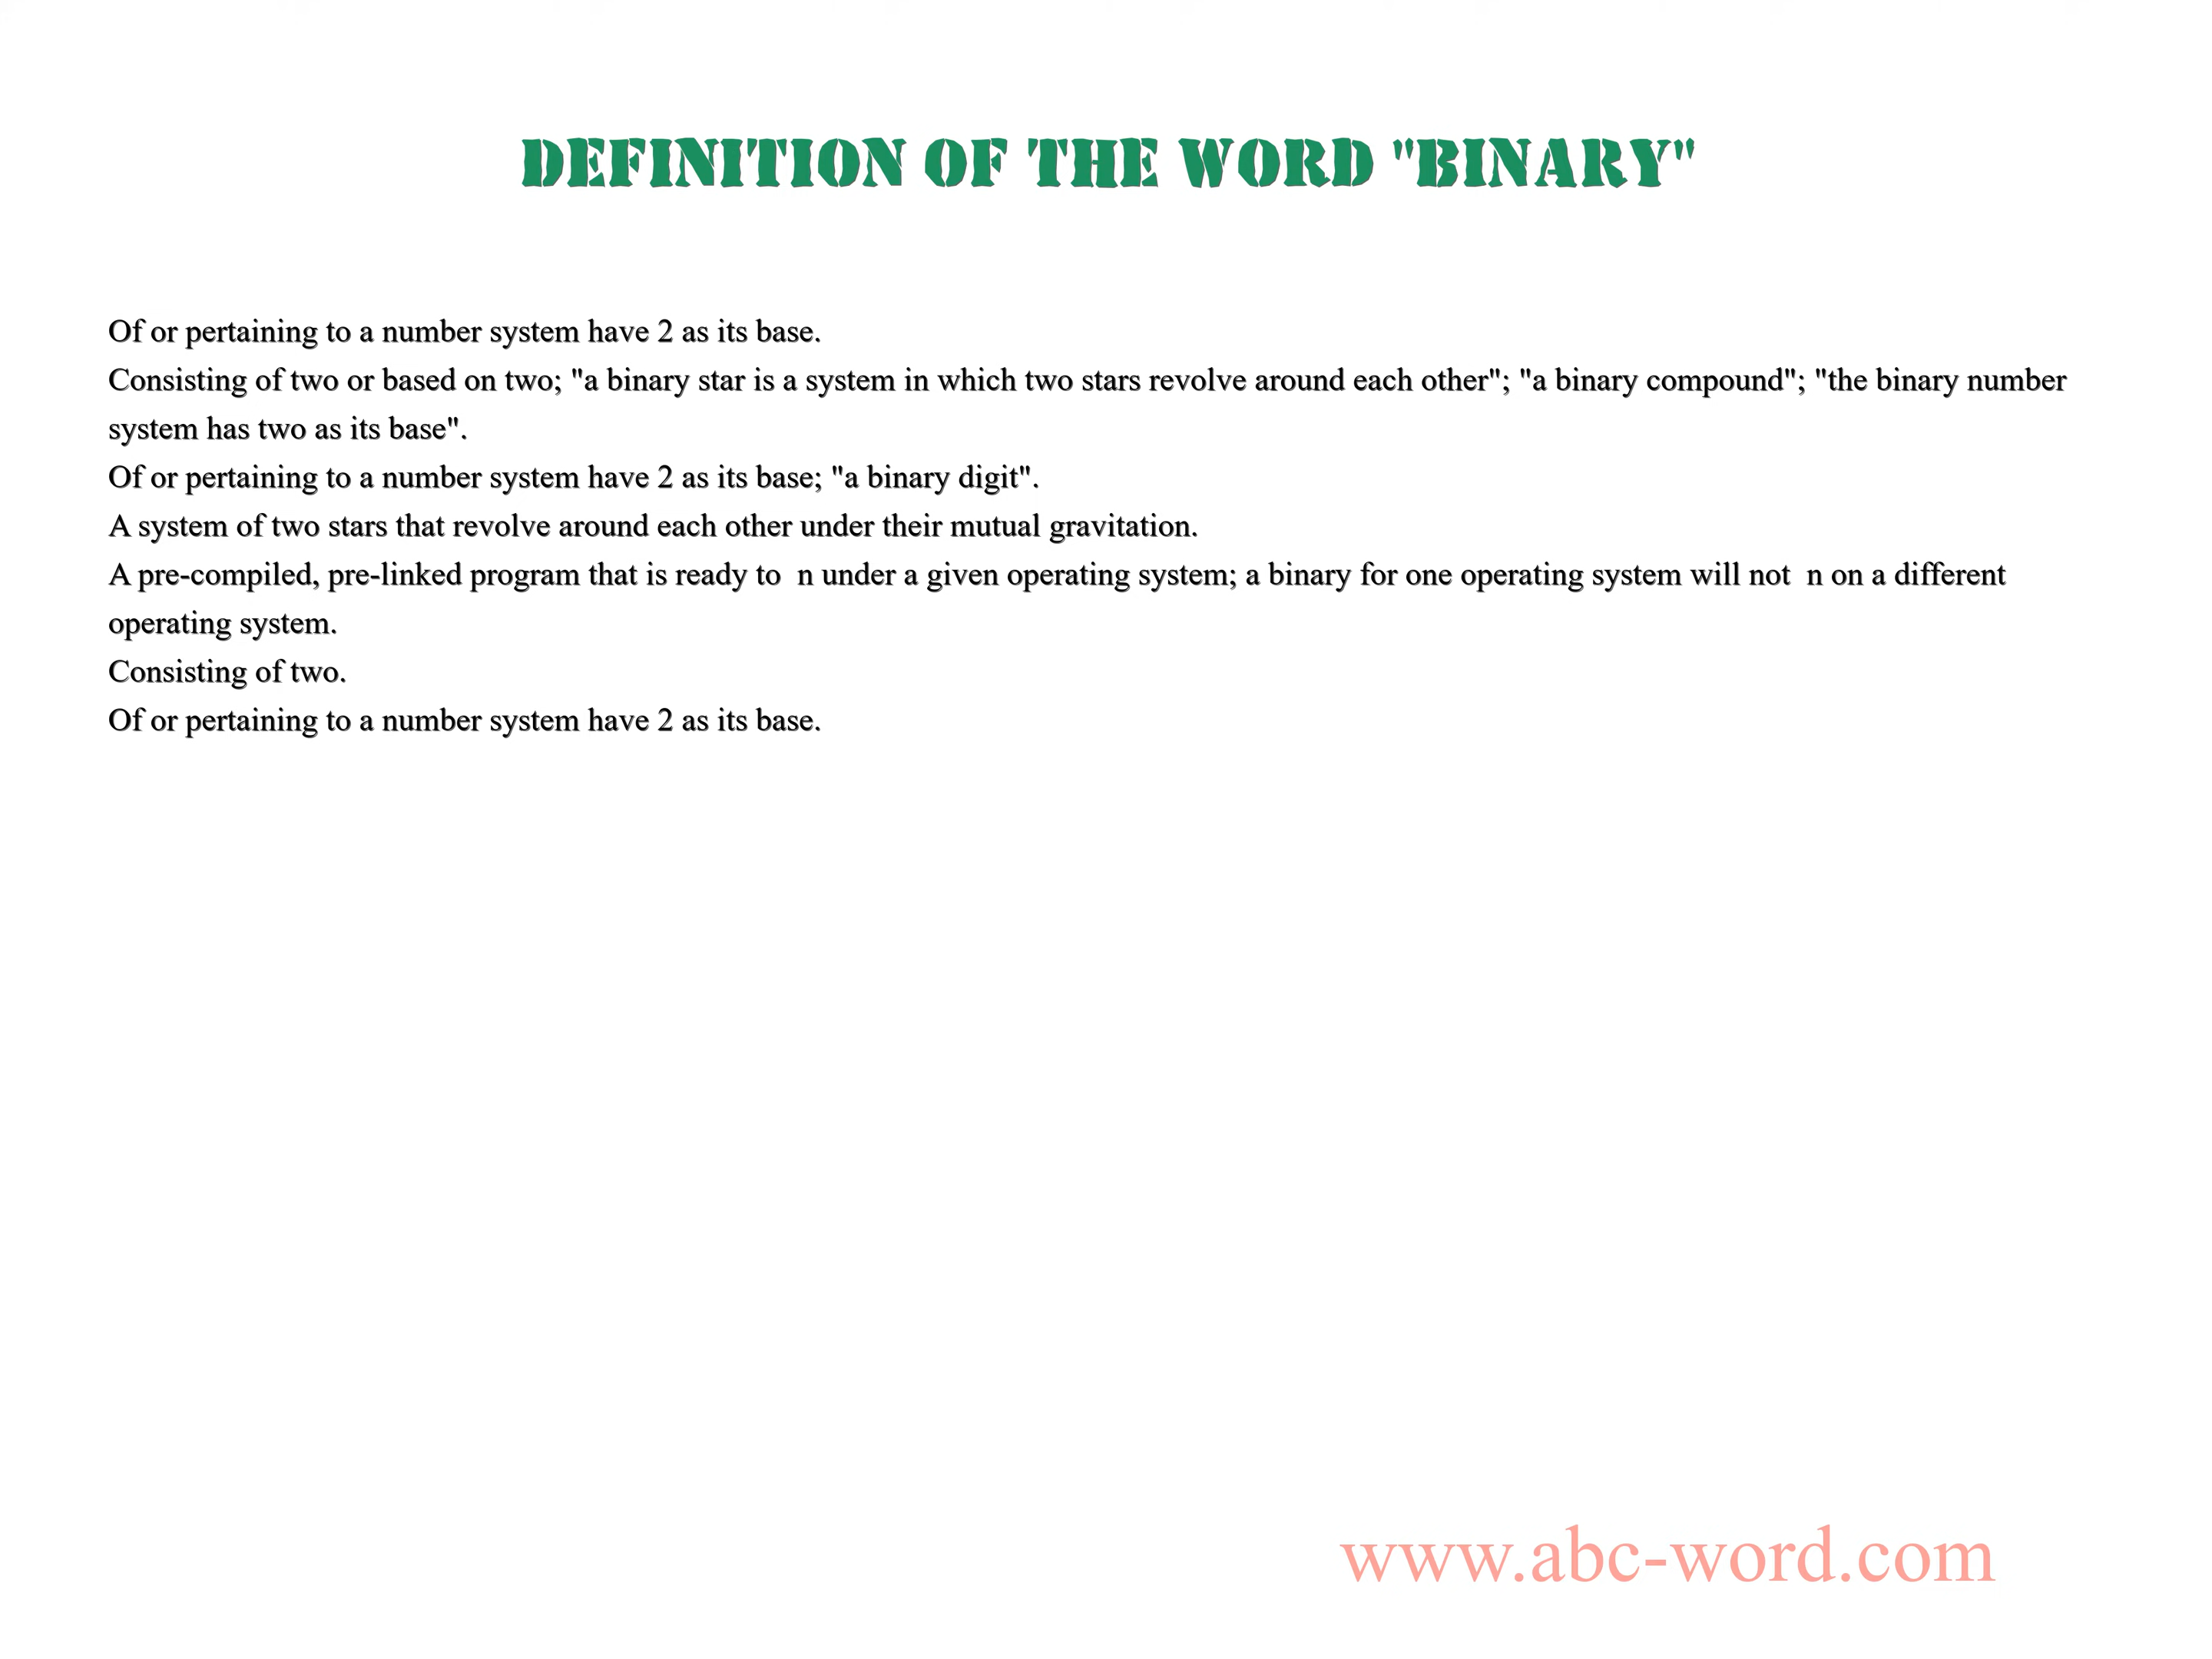 DEFINITION OF THE WORD "BINARY"
Of or pertaining to a number system have 2 as its base.
Consisting of two or based on two; "a binary star is a system in which two stars revolve around each other"; "a binary compound"; "the binary number
system has two as its base".
Of or pertaining to a number system have 2 as its base; "a binary digit".
A system of two stars that revolve around each other under their mutual gravitation.
A pre-compiled, pre-linked program that is ready to  n under a given operating system; a binary for one operating system will not  n on a different
operating system.
Consisting of two.
Of or pertaining to a number system have 2 as its base.
www.abc-word.com